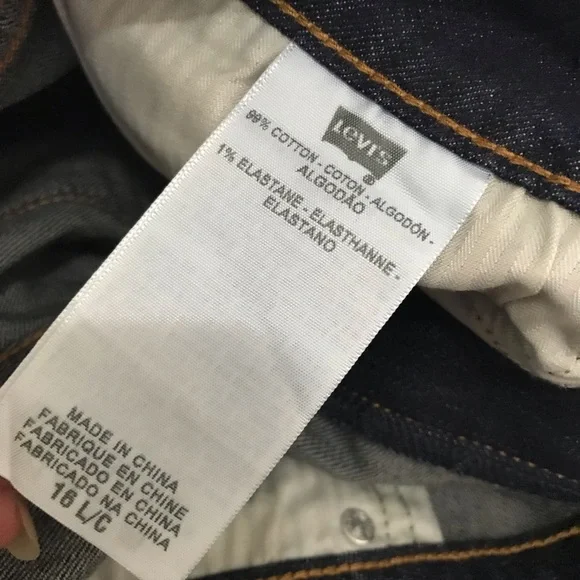 Levi's
®
99% COTTON - COTON - ALGODÓN -
ALGODÃO
1% ELASTANE - ELASTHANNE -
ELASTANO
MADE IN CHINA
FABRIQUE EN CHINE
FABRICADO EN CHINA
FABRICADO NA CHINA
16 L/C